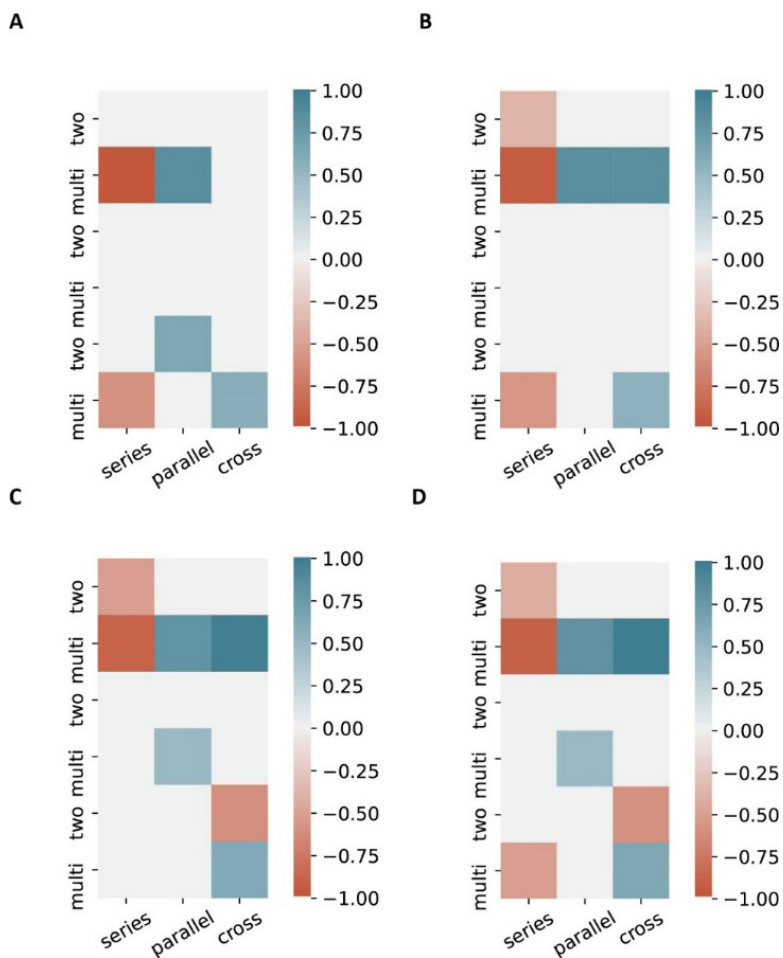 A
two
multi
two
multi
two
multi
series
parallel
cross
1.00
0.75
0.50
0.25
0.00
−0.25
−0.50
−0.75
−1.00
B
two
multi
two
multi
two
multi
series
parallel
cross
1.00
0.75
0.50
0.25
0.00
−0.25
−0.50
−0.75
−1.00
C
two
multi
two
multi
two
multi
series
parallel
cross
1.00
0.75
0.50
0.25
0.00
−0.25
−0.50
−0.75
−1.00
D
two
multi
two
multi
two
multi
series
parallel
cross
1.00
0.75
0.50
0.25
0.00
−0.25
−0.50
−0.75
−1.00